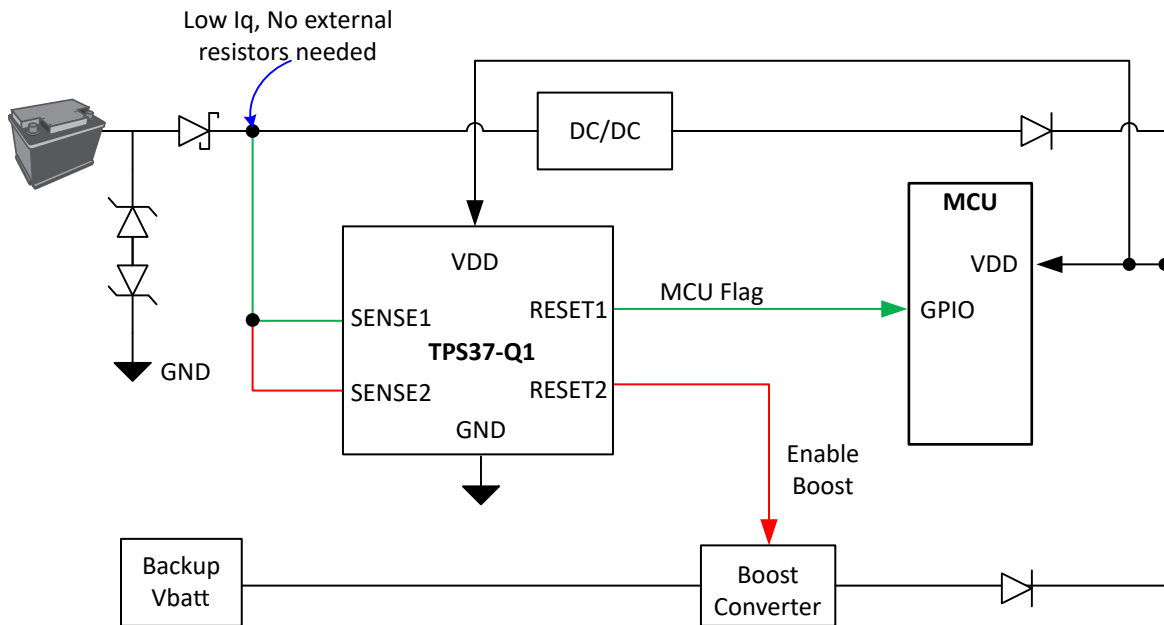 Low Iq, No external
resistors needed
DC/DC
MCU
VDD
VDD
SENSE1
RESET1
MCU Flag
GPIO
TPS37-Q1
GND
SENSE2
RESET2
GND
Enable
Boost
Backup
Vbatt
Boost
Converter